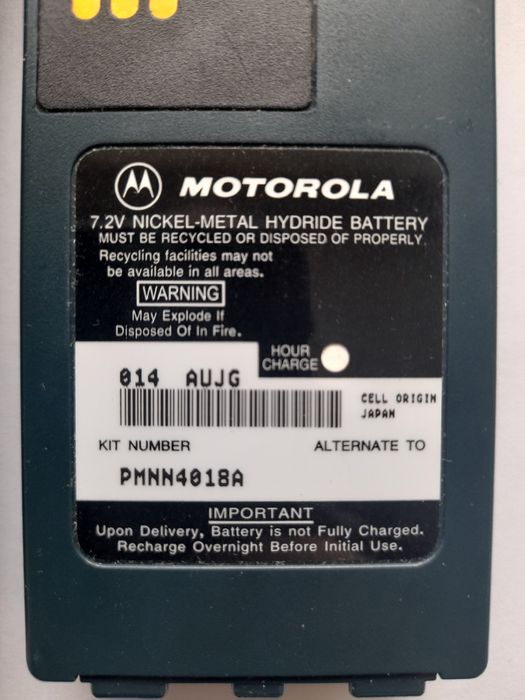 MOTOROLA
7.2V NICKEL-METAL HYDRIDE BATTERY
MUST BE RECYCLED OR DISPOSED OF PROPERLY.
Recycling facilities may not
be available in all areas.
WARNING
May Explode If
Disposed Of In Fire.
HOUR
CHARGE
014 AUJG
CELL ORIGIN
JAPAN
KIT NUMBER ALTERNATE TO
PMNN4018A
IMPORTANT
Upon Delivery, Battery is not Fully Charged.
Recharge Overnight Before Initial Use.